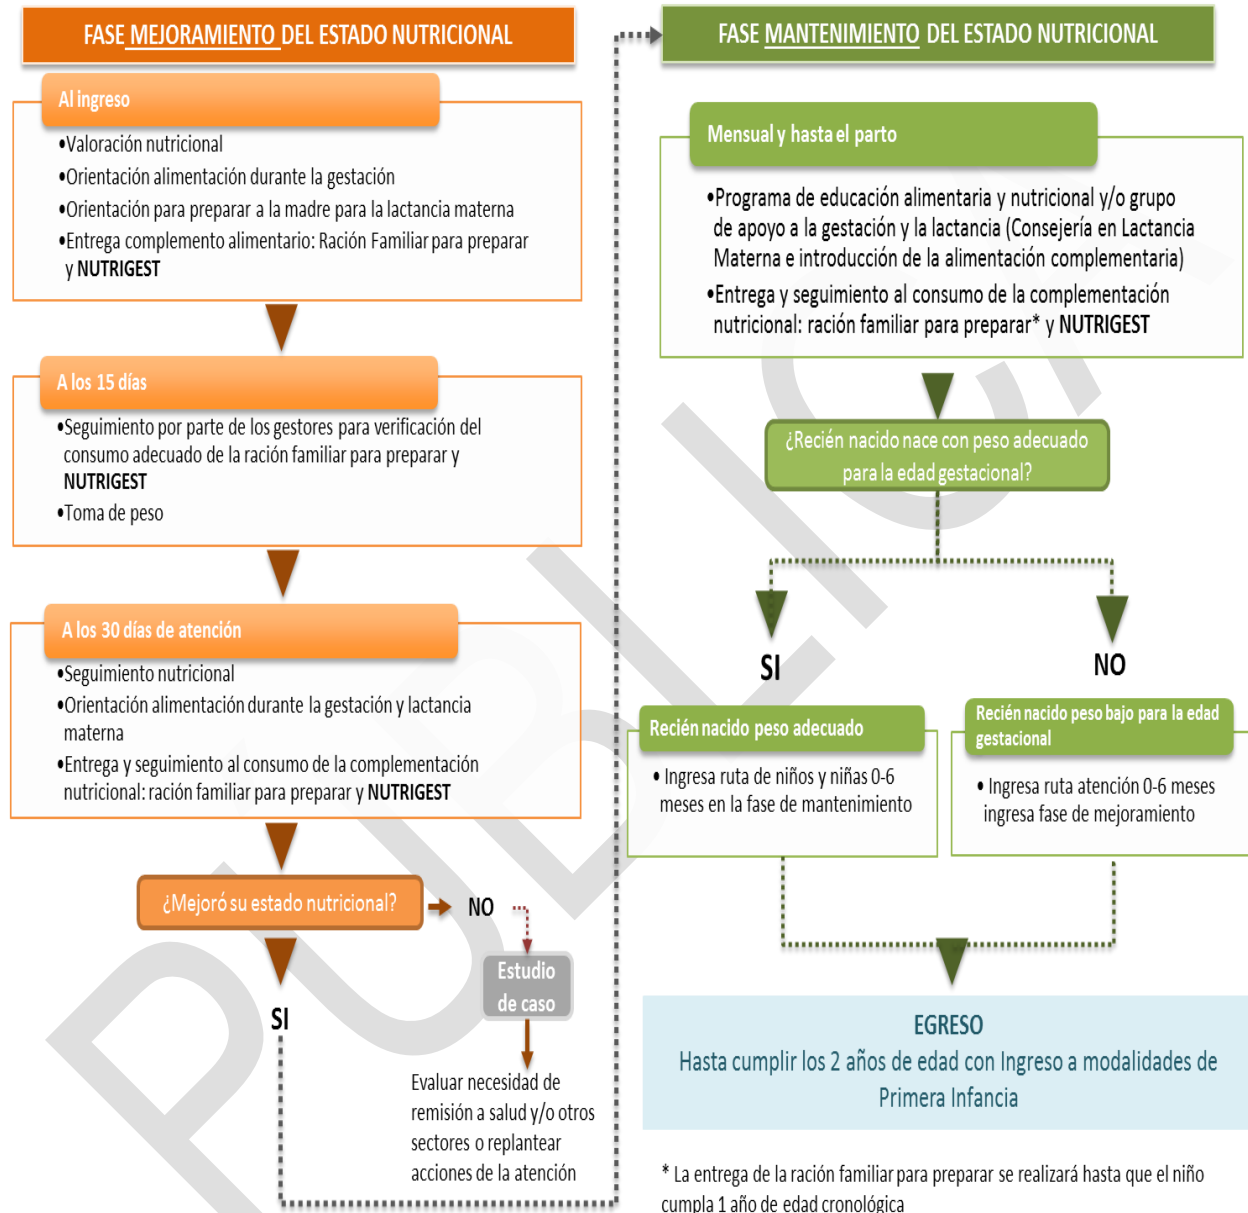 FASE MEJORAMIENTO DEL ESTADO NUTRICIONAL
Al ingreso
•Valoración nutricional
•Orientación alimentación durante la gestación
•Orientación para preparar a la madre para la lactancia materna
•Entrega complemento alimentario: Ración Familiar para preparar
y NUTRIGEST
A los 15 días
•Seguimiento por parte de los gestores para verificación del
consumo adecuado de la ración familiar para preparar y
NUTRIGEST
•Toma de peso
A los 30 días de atención
•Seguimiento nutricional
•Orientación alimentación durante la gestación y lactancia
materna
•Entrega y seguimiento al consumo de la complementación
nutricional: ración familiar para preparar y NUTRIGEST
¿Mejoró su estado nutricional?
NO
Estudio
de caso
SI
Evaluar necesidad de
remisión a salud y/o otros
sectores o replantear
acciones de la atención
FASE MANTENIMIENTO DEL ESTADO NUTRICIONAL
Mensual y hasta el parto
•Programa de educación alimentaria y nutricional y/o grupo
de apoyo a la gestación y la lactancia (Consejería en Lactancia
Materna e introducción de la alimentación complementaria)
•Entrega y seguimiento al consumo de la complementación
nutricional: ración familiar para preparar* y NUTRIGEST
¿Recién nacido nace con peso adecuado
para la edad gestacional?
SI
NO
Recién nacido peso adecuado
• Ingresa ruta de niños y niñas 0-6
meses en la fase de mantenimiento
Recién nacido peso bajo para la edad
gestacional
• Ingresa ruta atención 0-6 meses
ingresa fase de mejoramiento
EGRESO
Hasta cumplir los 2 años de edad con Ingreso a modalidades de
Primera Infancia
* La entrega de la ración familiar para preparar se realizará hasta que el niño
cumpla 1 año de edad cronológica
PÚBLICA